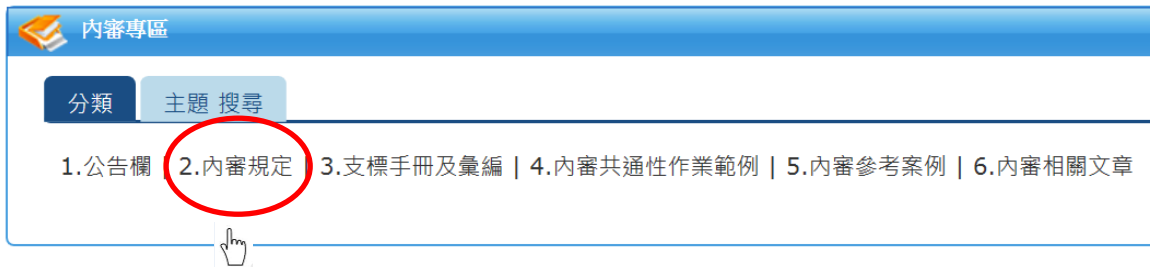 內審專區
分類 主題 搜尋
1.公告欄 | 2.內審規定 | 3.支標手冊及彙編 | 4.內審共通性作業範例 | 5.內審參考案例 | 6.內審相關文章